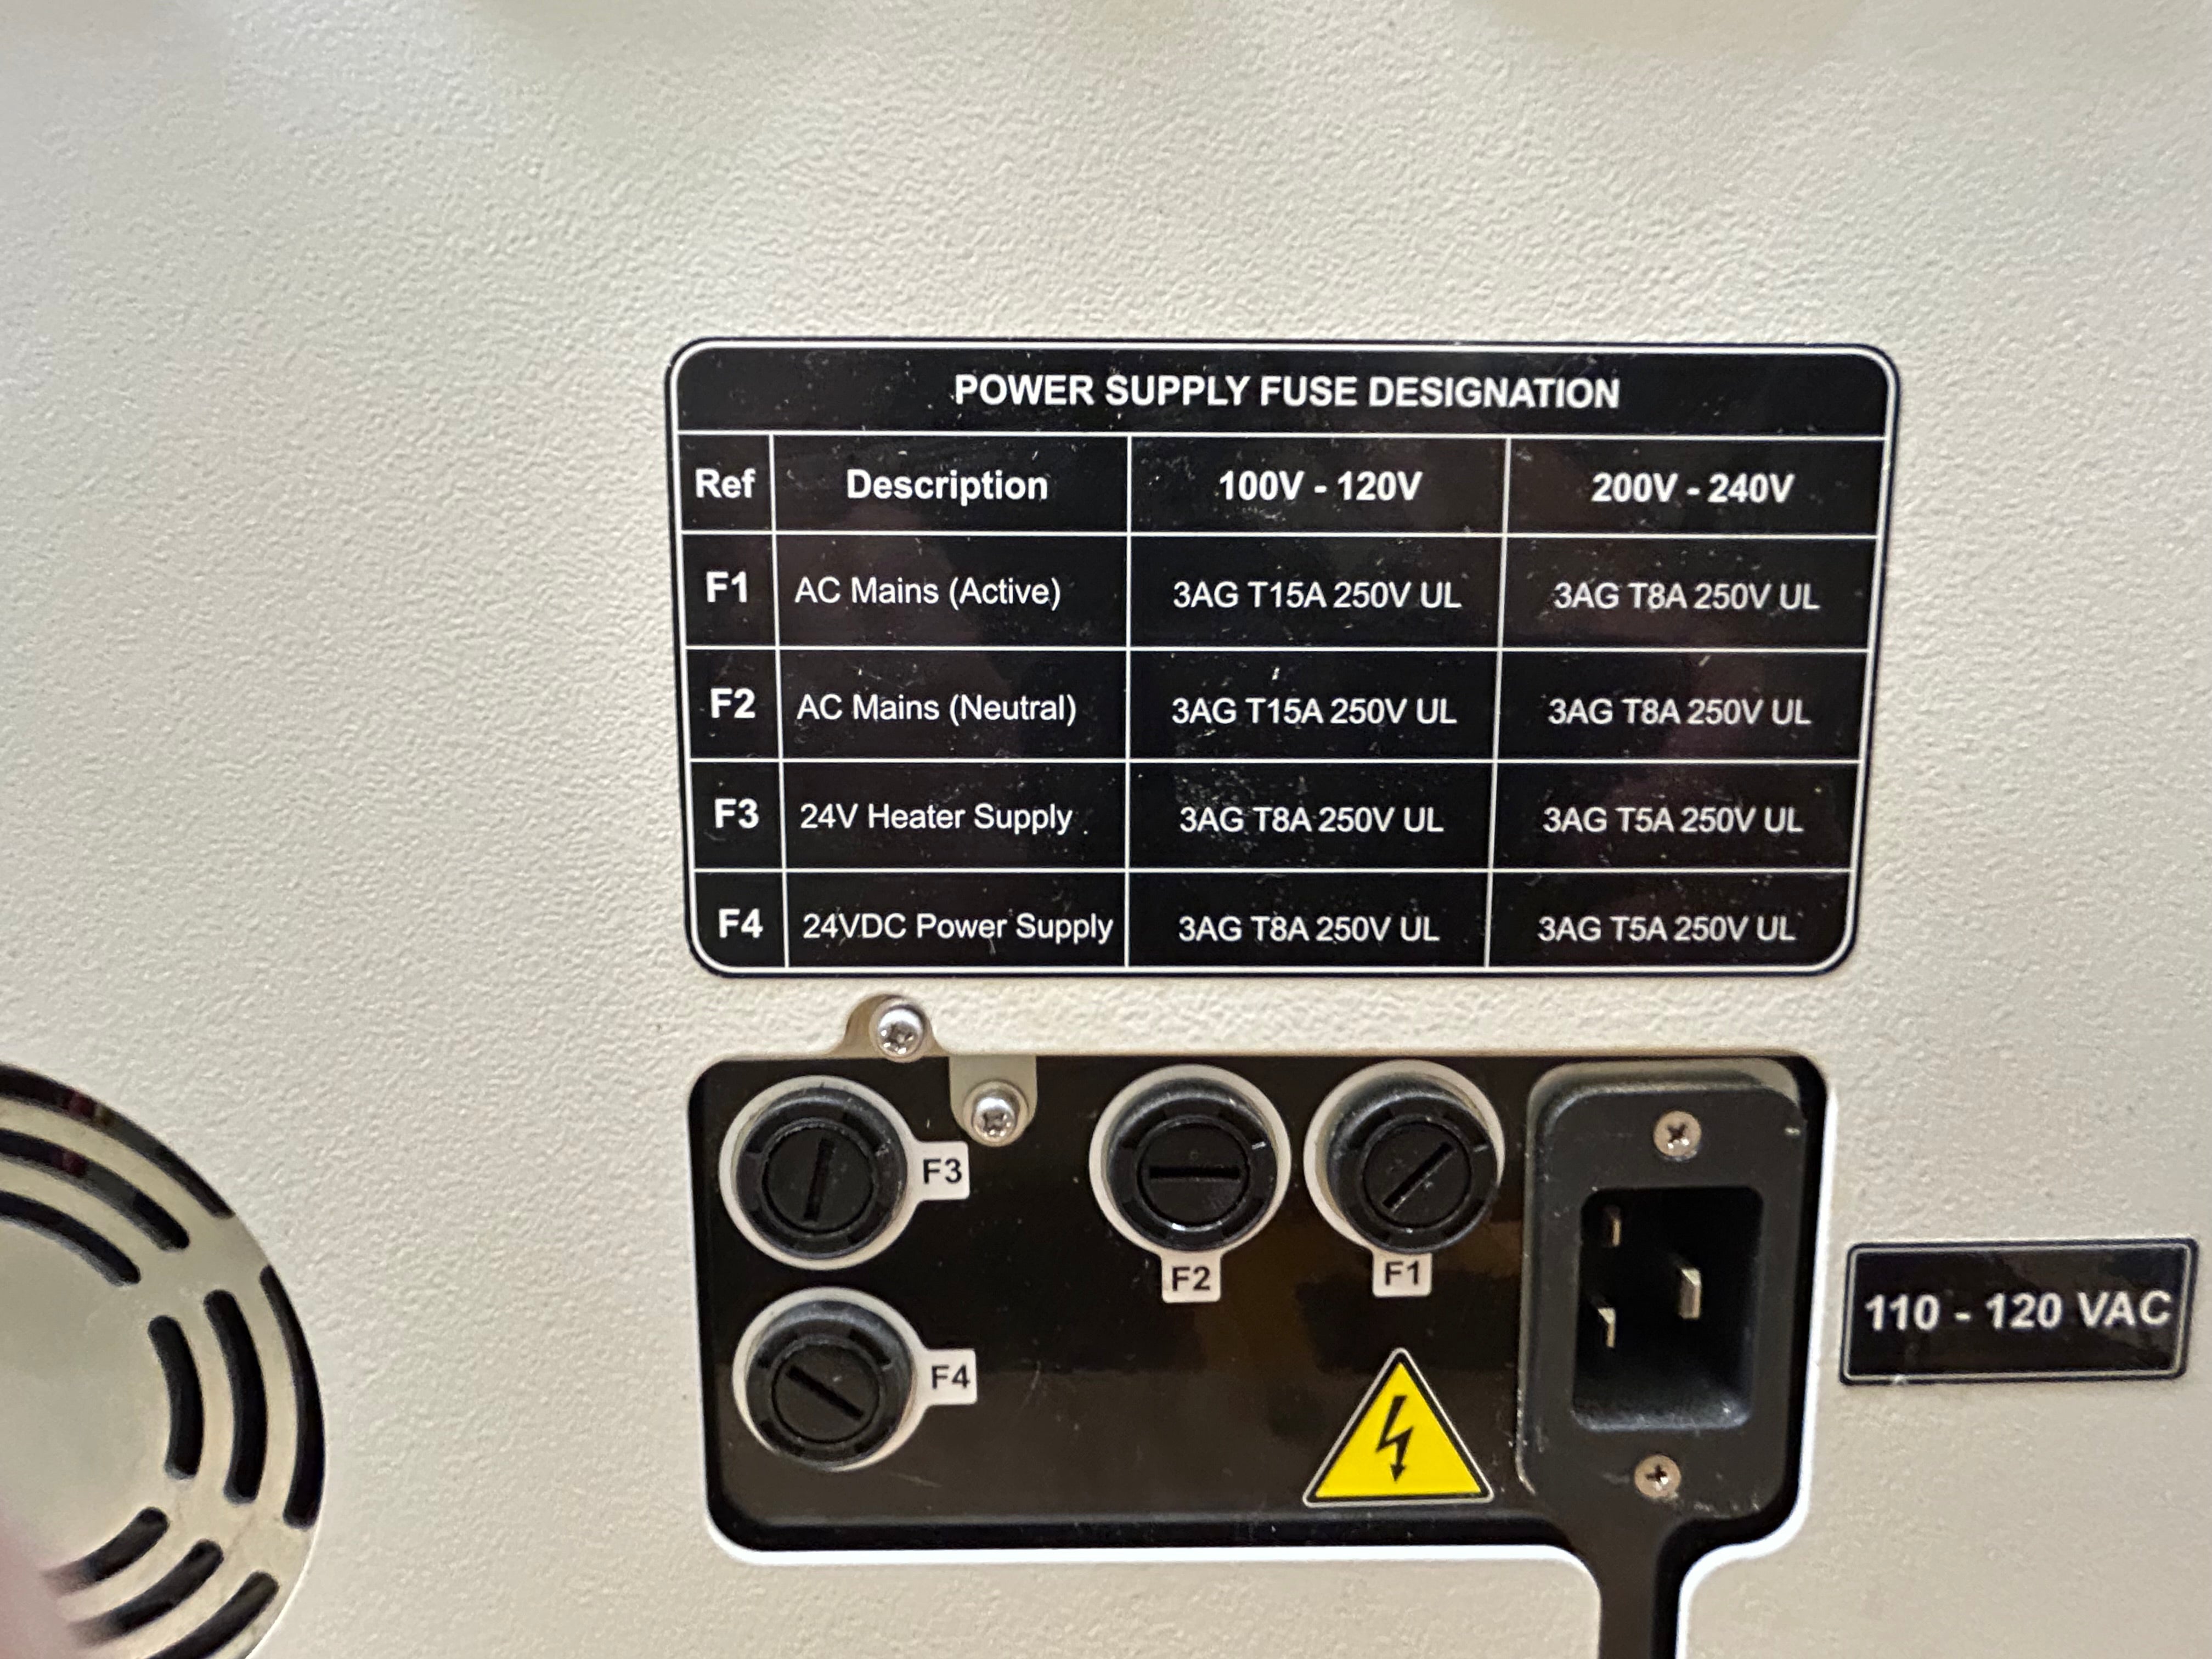 POWER SUPPLY FUSE DESIGNATION
Ref Description 100V - 120V 200V - 240V
F1 AC Mains (Active) 3AG T15A 250V UL 3AG T8A 250V UL
F2 AC Mains (Neutral) 3AG T15A 250V UL 3AG T8A 250V UL
F3 24V Heater Supply 3AG T8A 250V UL 3AG T5A 250V UL
F4 24VDC Power Supply 3AG T8A 250V UL 3AG T5A 250V UL
F3
F2
F1
F4
110 - 120 VAC